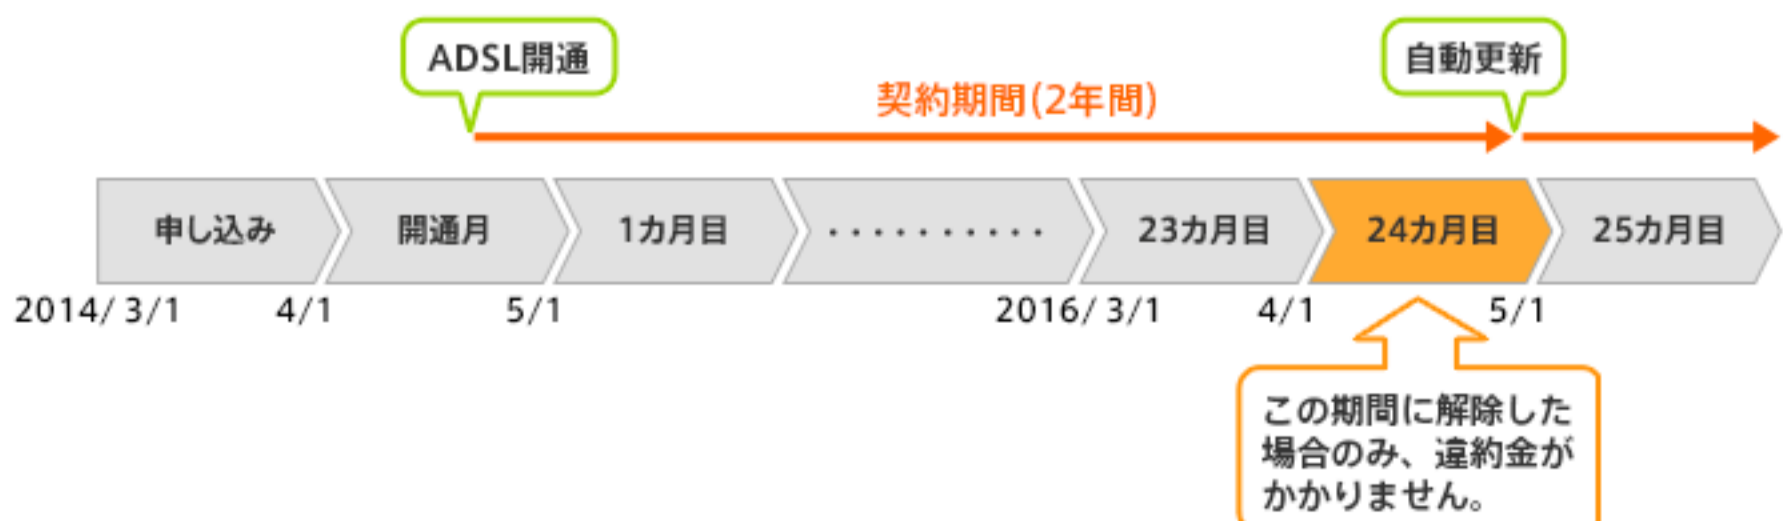 ADSL開通
自動更新
契約期間(2年間)
申し込み
開通月
1カ月目
・・・・・・・・・・
23カ月目
24カ月目
25カ月目
2014/ 3/1
4/1
5/1
2016/ 3/1
4/1
5/1
この期間に解除した
場合のみ、違約金が
かかりません。